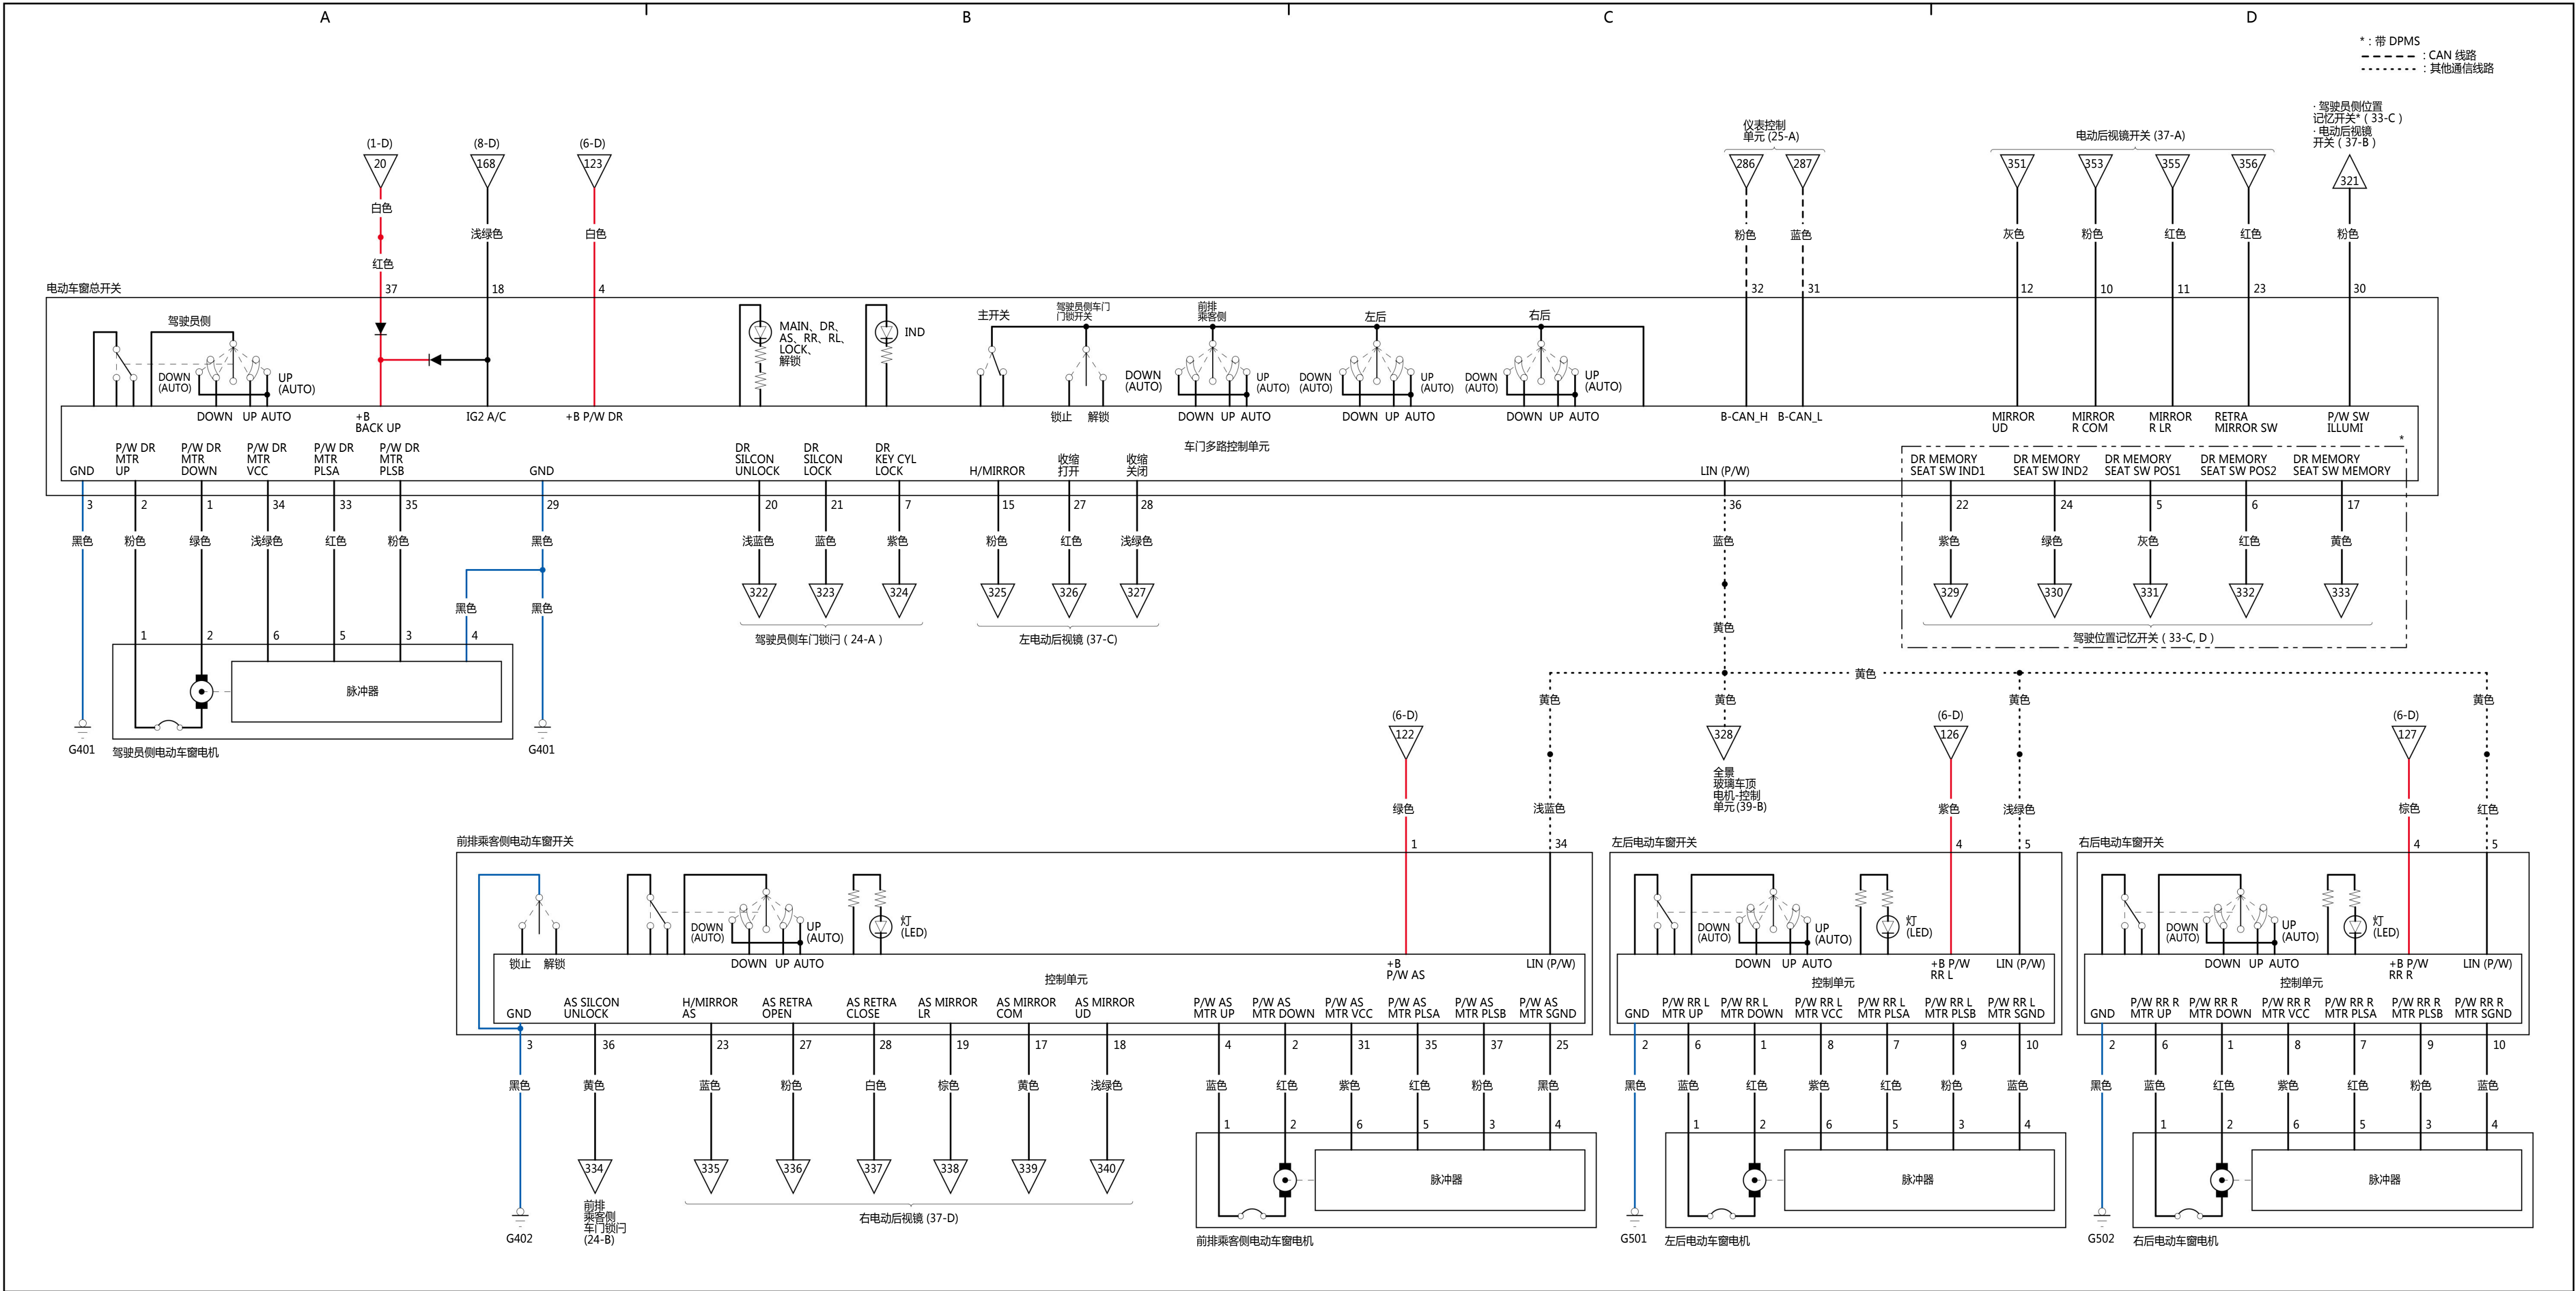 A B C D
*：带 DPMS
：CAN 线路
：其他通信线路
· 驾驶员侧位置
记忆开关*（33-C）
· 电动后视镜
开关（37-B）
仪表控制
单元 (25-A)
电动后视镜开关 (37-A)
(1-D) (8-D) (6-D)
20 168 123 286 287 351 353 355 356 321
白色
浅绿色 白色 粉色 蓝色 灰色 粉色 红色 红色 粉色
红色
电动车窗总开关
37 18 4 32 31 12 10 11 23 30
驾驶员侧
DOWN
(AUTO)
UP
(AUTO)
MAIN、DR、
AS、RR、RL、
LOCK、
解锁
IND
主开关
驾驶员侧车门
门锁开关
前排
乘客侧
左后
右后
DOWN
(AUTO)
UP
(AUTO)
DOWN
(AUTO)
UP
(AUTO)
DOWN
(AUTO)
UP
(AUTO)
DOWN UP AUTO
+B
BACK UP
IG2 A/C
+B P/W DR
锁止 解锁
DOWN UP AUTO
DOWN UP AUTO
DOWN UP AUTO
B-CAN_H B-CAN_L
MIRROR
UD
MIRROR
R COM
MIRROR
R LR
RETRA
MIRROR SW
P/W SW
ILLUMI
车门多路控制单元
*
GND
P/W DR
MTR
UP
P/W DR
MTR
DOWN
P/W DR
MTR
VCC
P/W DR
MTR
PLSA
P/W DR
MTR
PLSB
GND
DR
SILCON
UNLOCK
DR
SILCON
LOCK
DR
KEY CYL
LOCK
H/MIRROR
收缩
打开
收缩
关闭
LIN (P/W)
DR MEMORY
SEAT SW IND1
DR MEMORY
SEAT SW IND2
DR MEMORY
SEAT SW POS1
DR MEMORY
SEAT SW POS2
DR MEMORY
SEAT SW MEMORY
3 2 1 34 33 35 29 20 21 7 15 27 28 36 22 24 5 6 17
黑色 粉色 绿色 浅绿色 红色 粉色 黑色 浅蓝色 蓝色 紫色 粉色 红色 浅绿色 蓝色 紫色 绿色 灰色 红色 黄色
322 323 324 325 326 327 329 330 331 332 333
黑色 黑色
黄色
驾驶员侧车门锁闩（24-A）
左电动后视镜 (37-C)
驾驶位置记忆开关（33-C, D）
1 2 6 5 3 4
脉冲器
G401
驾驶员侧电动车窗电机
G401
黄色
黄色 黄色 黄色 黄色
(6-D) (6-D) (6-D)
122 328 126 127
全景
玻璃车顶
电机-控制
单元 (39-B)
绿色 浅蓝色 紫色 浅绿色 棕色 红色
前排乘客侧电动车窗开关
1 34
左后电动车窗开关
4 5
右后电动车窗开关
4 5
DOWN
(AUTO)
UP
(AUTO)
灯
(LED)
DOWN
(AUTO)
UP
(AUTO)
灯
(LED)
DOWN
(AUTO)
UP
(AUTO)
灯
(LED)
锁止 解锁
DOWN UP AUTO
+B
P/W AS
LIN (P/W)
控制单元
DOWN UP AUTO
+B P/W
RR L
LIN (P/W)
控制单元
DOWN UP AUTO
+B P/W
RR R
LIN (P/W)
控制单元
GND
AS SILCON
UNLOCK
H/MIRROR
AS
AS RETRA
OPEN
AS RETRA
CLOSE
AS MIRROR
LR
AS MIRROR
COM
AS MIRROR
UD
P/W AS
MTR UP
P/W AS
MTR DOWN
P/W AS
MTR VCC
P/W AS
MTR PLSA
P/W AS
MTR PLSB
P/W AS
MTR SGND
GND
P/W RR L
MTR UP
P/W RR L
MTR DOWN
P/W RR L
MTR VCC
P/W RR L
MTR PLSA
P/W RR L
MTR PLSB
P/W RR L
MTR SGND
GND
P/W RR R
MTR UP
P/W RR R
MTR DOWN
P/W RR R
MTR VCC
P/W RR R
MTR PLSA
P/W RR R
MTR PLSB
P/W RR R
MTR SGND
3 36 23 27 28 19 17 18 4 2 31 35 37 25 2 6 1 8 7 9 10 2 6 1 8 7 9 10
黑色 黄色 蓝色 粉色 白色 棕色 黄色 浅绿色 蓝色 红色 紫色 红色 粉色 黑色 黑色 蓝色 红色 紫色 红色 粉色 蓝色 黑色 蓝色 红色 紫色 红色 粉色 蓝色
1 2 6 5 3 4 1 2 6 5 3 4 1 2 6 5 3 4
334 335 336 337 338 339 340
脉冲器 脉冲器 脉冲器
前排
乘客侧
车门锁闩
(24-B)
右电动后视镜 (37-D)
G402
前排乘客侧电动车窗电机
G501
左后电动车窗电机
G502
右后电动车窗电机